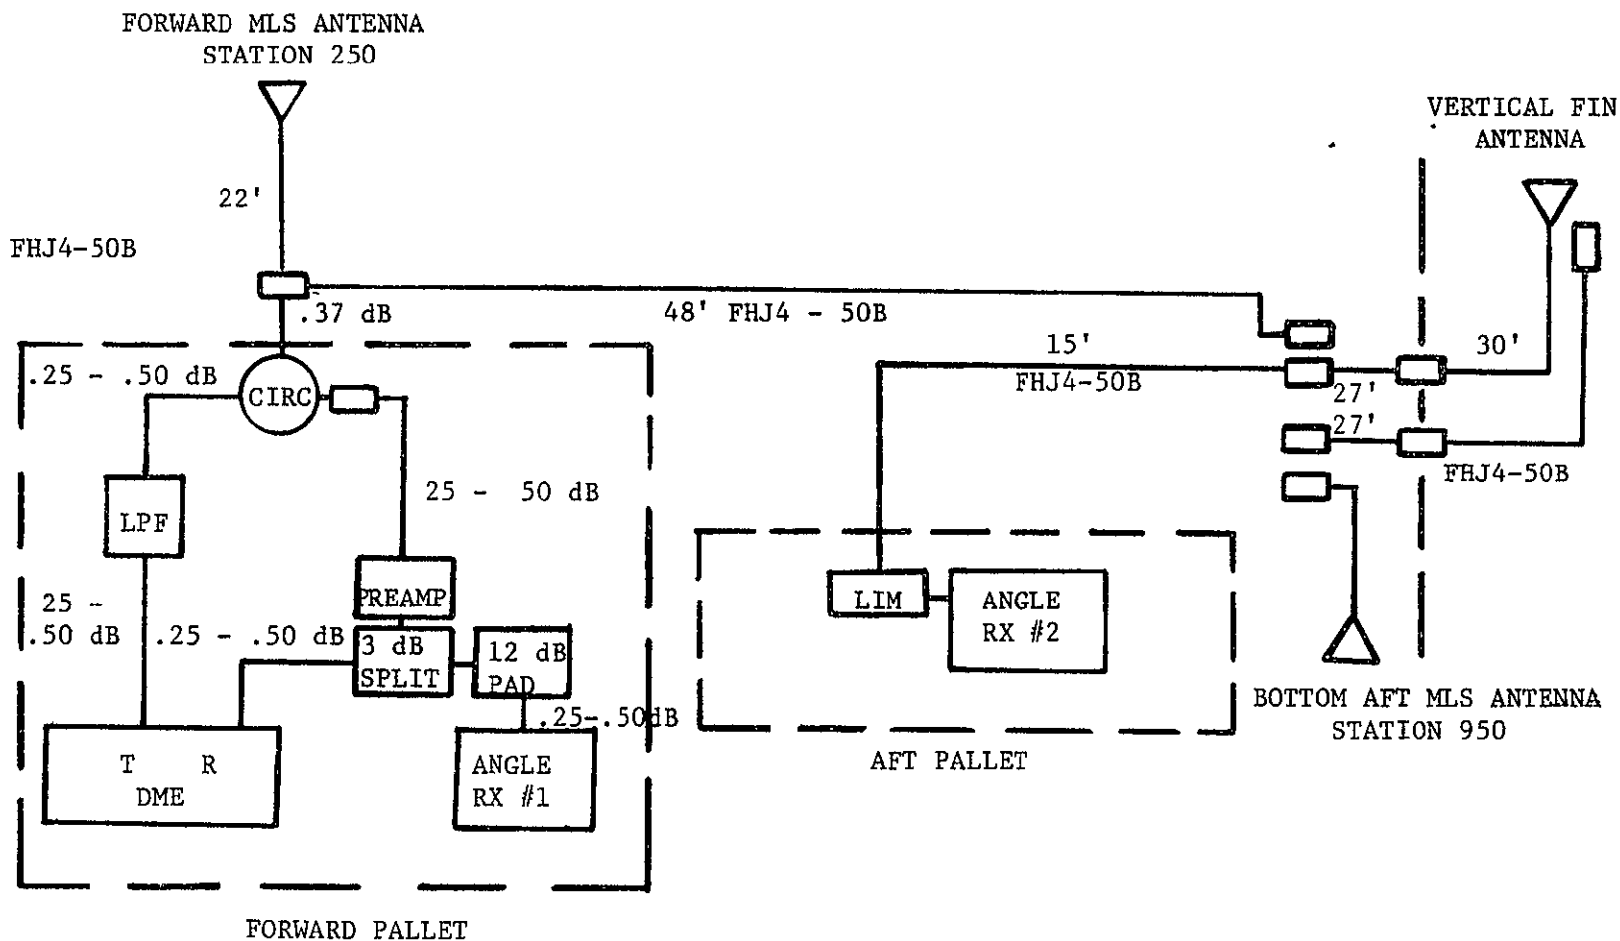 FORWARD MLS ANTENNA
STATION 250
VERTICAL FIN
ANTENNA
22'
FHJ4-50B
.37 dB
48' FHJ4 - 50B
15'
FHJ4-50B
30'
27'
27'
FHJ4-50B
.25 - .50 dB
CIRC
25 - 50 dB
LPF
PREAMP
LIM
ANGLE
RX #2
25 -
.50 dB
.25 - .50 dB
3 dB
SPLIT
12 dB
PAD
.25-.50dB
BOTTOM AFT MLS ANTENNA
STATION 950
AFT PALLET
T R
DME
ANGLE
RX #1
FORWARD PALLET